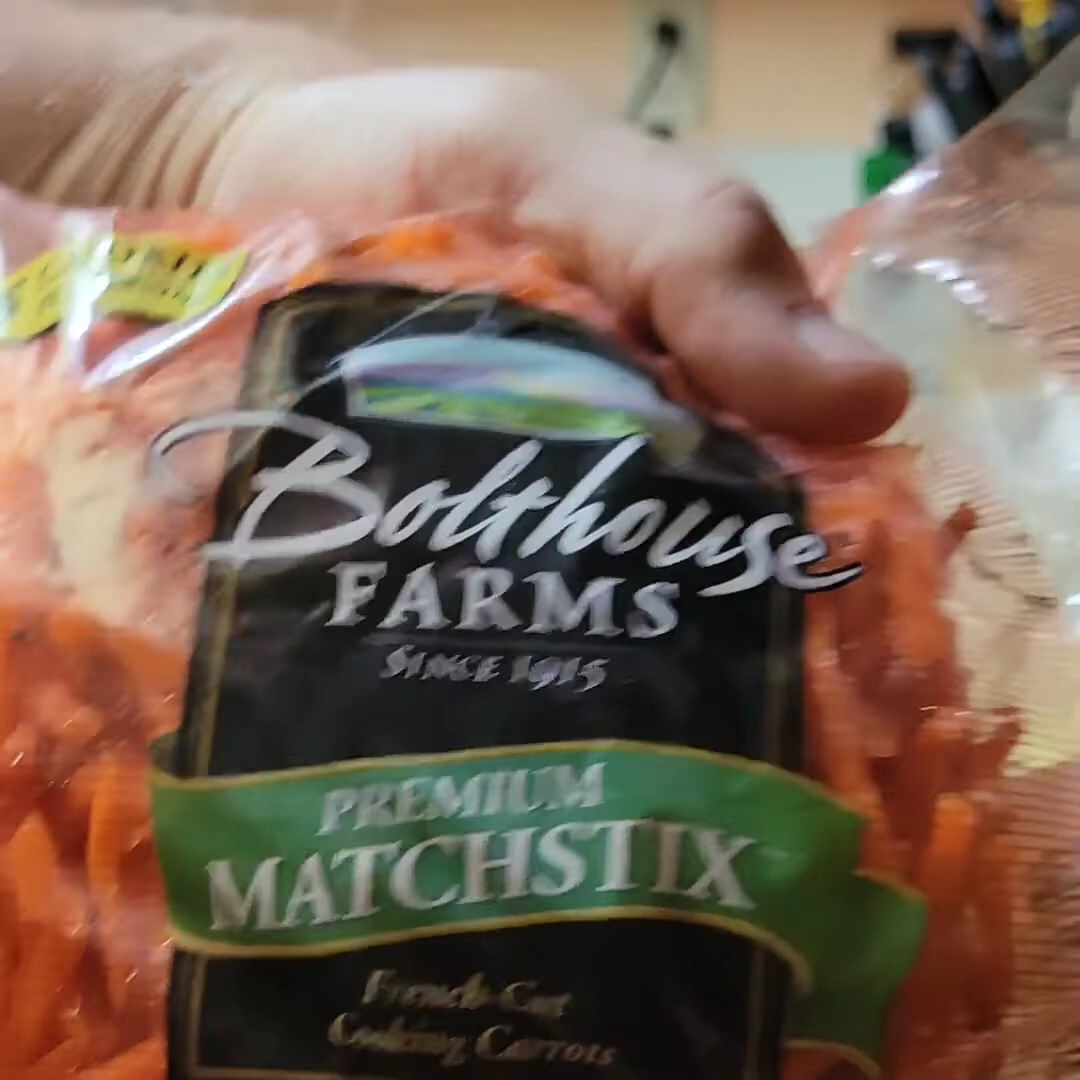 Bolthouse
FARMS
SINCE 1915
PREMIUM
MATCHSTIX
French-Cut
Cooking Carrots